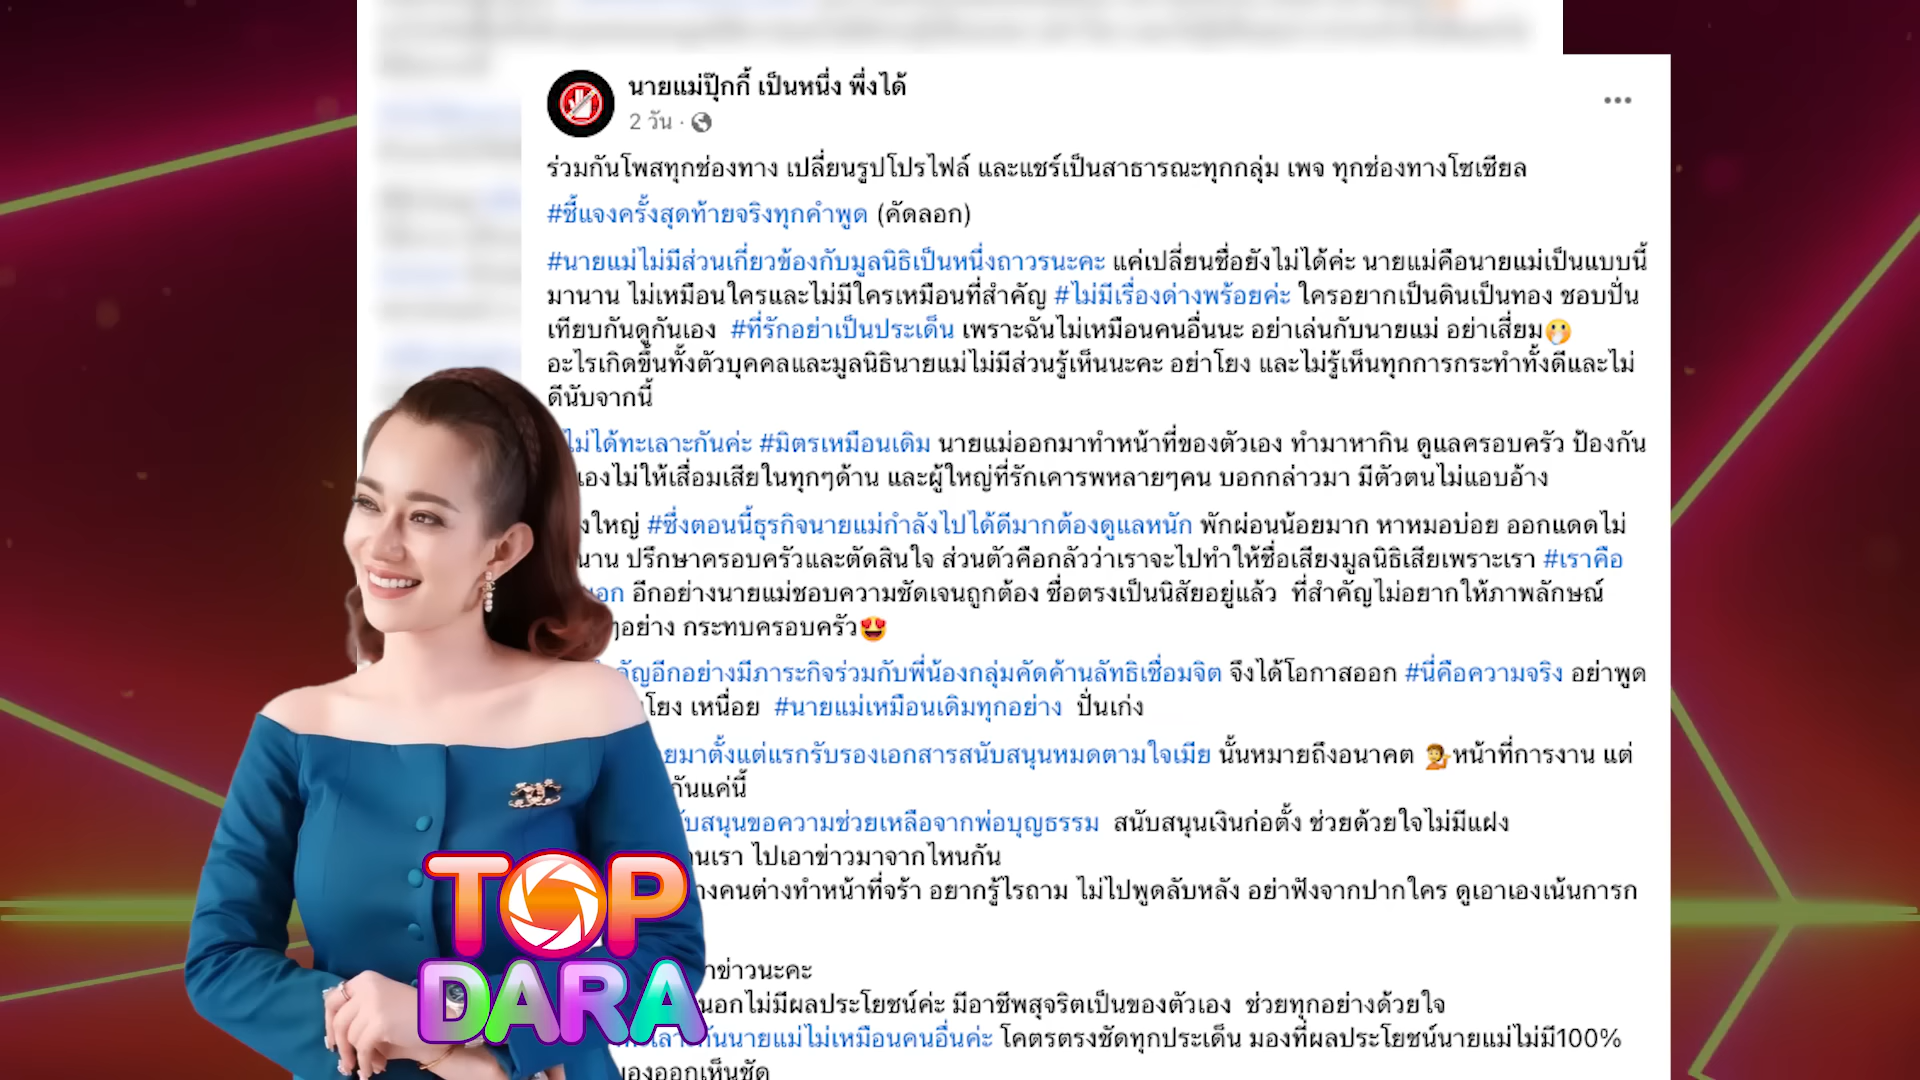 นายแม่ปุ๊กกี้ เป็นหนึ่ง พึ่งได้
2 วัน ·
ร่วมกันโพสทุกช่องทาง เปลี่ยนรูปโปรไฟล์ และแชร์เป็นสาธารณะทุกกลุ่ม เพจ ทุกช่องทางโซเชียล
#ชี้แจงครั้งสุดท้ายจริงทุกคำพูด (คัดลอก)
#นายแม่ไม่มีส่วนเกี่ยวข้องกับมูลนิธิเป็นหนึ่งถาวรนะคะ แค่เปลี่ยนชื่อยังไม่ได้ค่ะ นายแม่คือนายแม่เป็นแบบนี้
มานาน ไม่เหมือนใครและไม่มีใครเหมือนที่สำคัญ #ไม่มีเรื่องด่างพร้อยค่ะ ใครอยากเป็นดินเป็นทอง ชอบปั่น
เทียบกันดูกันเอง #ที่รักอย่าเป็นประเด็น เพราะฉันไม่เหมือนคนอื่นนะ อย่าเล่นกับนายแม่ อย่าเสี่ยม
อะไรเกิดขึ้นทั้งตัวบุคคลและมูลนิธินายแม่ไม่มีส่วนรู้เห็นนะคะ อย่าโยง และไม่รู้เห็นทุกการกระทำทั้งดีและไม่
ดีนับจากนี้
ไม่ได้ทะเลาะกันค่ะ #มิตรเหมือนเดิม นายแม่ออกมาทำหน้าที่ของตัวเอง ทำมาหากิน ดูแลครอบครัว ป้องกัน
เองไม่ให้เสื่อมเสียในทุกๆด้าน และผู้ใหญ่ที่รักเคารพหลายๆคน บอกกล่าวมา มีตัวตนไม่แอบอ้าง
งใหญ่ #ซึ่งตอนนี้ธุรกิจนายแม่กำลังไปได้ดีมากต้องดูแลหนัก พักผ่อนน้อยมาก หาหมอบ่อย ออกแดดไม่
นาน ปรึกษาครอบครัวและตัดสินใจ ส่วนตัวคือกลัวว่าเราจะไปทำให้ชื่อเสียงมูลนิธิเสียเพราะเรา #เราคือ
อก อีกอย่างนายแม่ชอบความชัดเจนถูกต้อง ซื่อตรงเป็นนิสัยอยู่แล้ว ที่สำคัญไม่อยากให้ภาพลักษณ์
ๆอย่าง กระทบครอบครัว
ัญอีกอย่างมีภาระกิจร่วมกับพี่น้องกลุ่มคัดค้านลัทธิเชื่อมจิต จึงได้โอกาสออก #นี่คือความจริง อย่าพูด
โยง เหนื่อย #นายแม่เหมือนเดิมทุกอย่าง ปั่นเก่ง
ยมาตั้งแต่แรกรับรองเอกสารสนับสนุนหมดตามใจเมีย นั้นหมายถึงอนาคต หน้าที่การงาน แต่
กันแค่นี้
ับสนุนขอความช่วยเหลือจากพ่อบุญธรรม สนับสนุนเงินก่อตั้ง ช่วยด้วยใจไม่มีแฝง
านเรา ไปเอาข่าวมาจากไหนกัน
างคนต่างทำหน้าที่จร้า อยากรู้ไรถาม ไม่ไปพูดลับหลัง อย่าฟังจากปากใคร ดูเอาเองเน้นการก
าข่าวนะคะ
นอกไม่มีผลประโยชน์ค่ะ มีอาชีพสุจริตเป็นของตัวเอง ช่วยทุกอย่างด้วยใจ
ะเลาะกันนายแม่ไม่เหมือนคนอื่นค่ะ โคตรตรงชัดทุกประเด็น มองที่ผลประโยชน์นายแม่ไม่มี100%
มองออกเห็นชัด
TOP
DARA